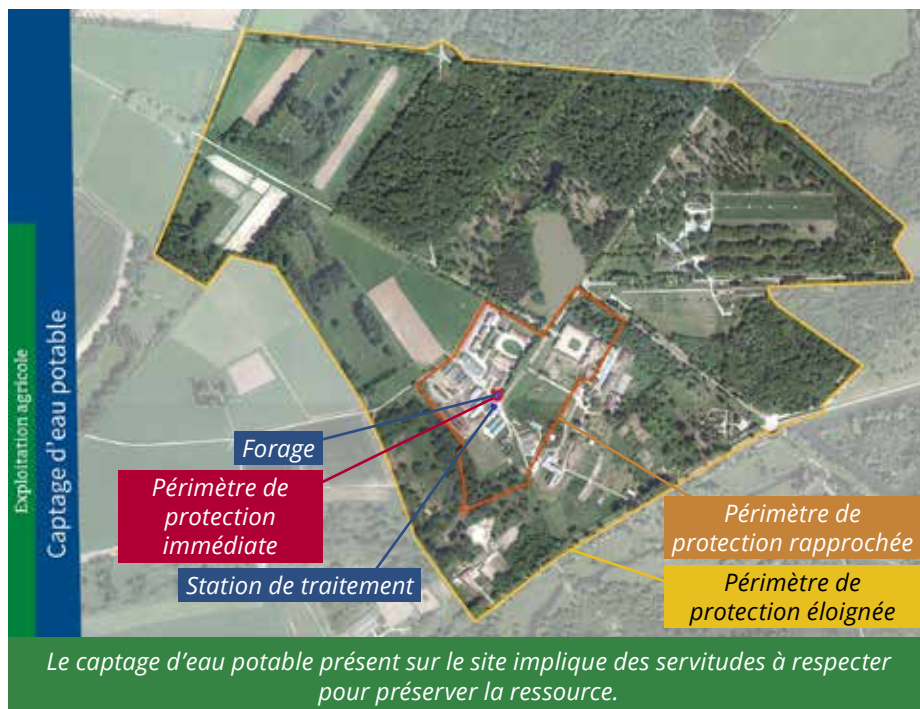 Exploitation agricole
Captage d'eau potable
Forage
Périmètre de
protection
immédiate
Station de traitement
Périmètre de
protection rapprochée
Périmètre de
protection éloignée
Le captage d'eau potable présent sur le site implique des servitudes à respecter
pour préserver la ressource.